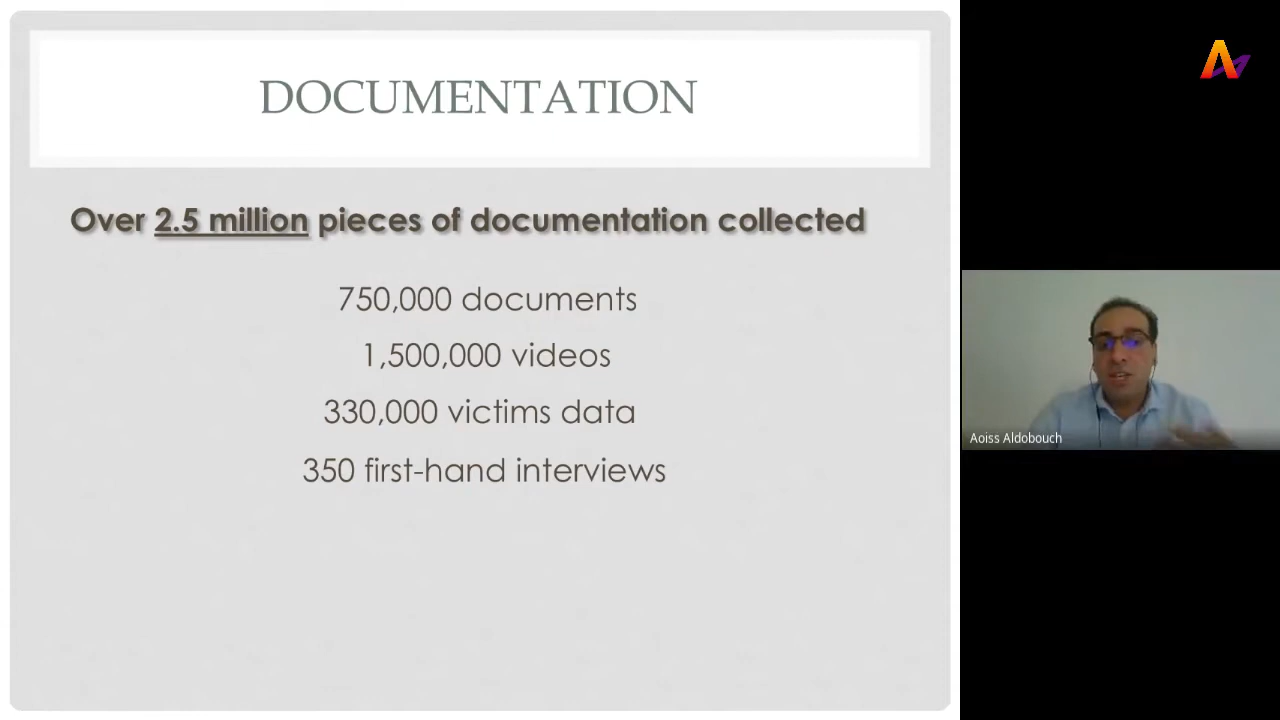 DOCUMENTATION
Over 2.5 million pieces of documentation collected
750,000 documents
1,500,000 videos
330,000 victims data
350 first-hand interviews
Aoiss Aldobouch